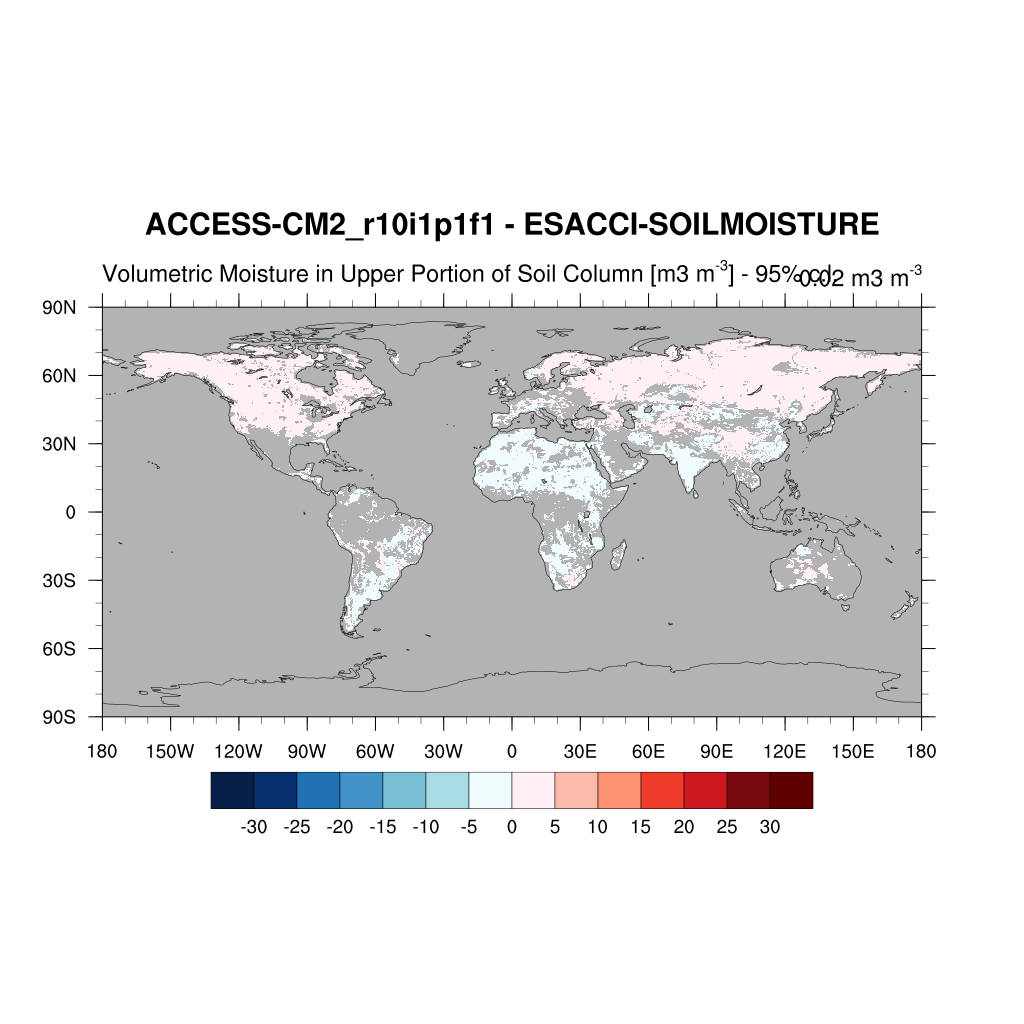 ACCESS-CM2_r10i1p1f1 - ESACCI-SOILMOISTURE
Volumetric Moisture in Upper Portion of Soil Column [m3 m-3] - 95% 0.02 m3 m-3
90N
60N
30N
0
30S
60S
90S
180 150W 120W 90W 60W 30W 0 30E 60E 90E 120E 150E 180
-30 -25 -20 -15 -10 -5 0 5 10 15 20 25 30